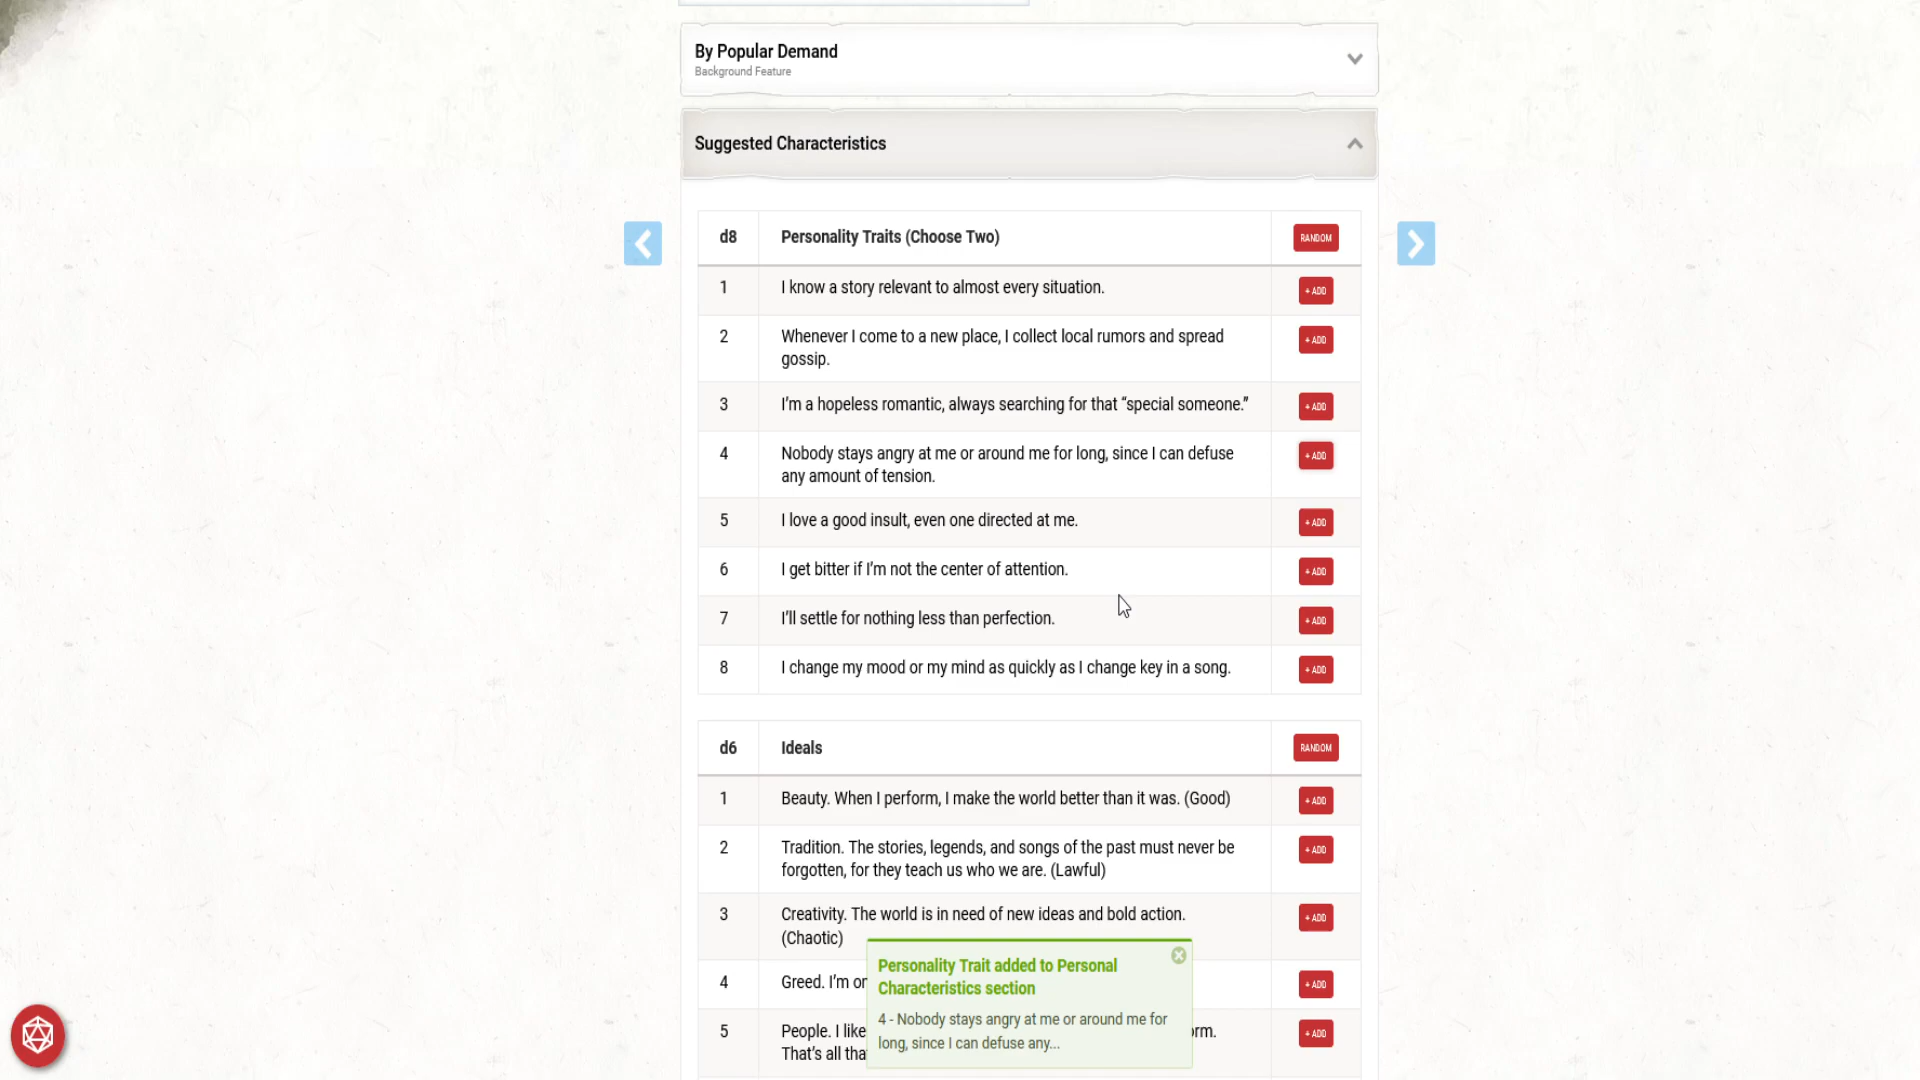 By Popular Demand
Background Feature
Suggested Characteristics
d8 Personality Traits (Choose Two) RANDOM
1 I know a story relevant to almost every situation. + ADD
2 Whenever I come to a new place, I collect local rumors and spread
gossip. + ADD
3 I’m a hopeless romantic, always searching for that “special someone.” + ADD
4 Nobody stays angry at me or around me for long, since I can defuse
any amount of tension. + ADD
5 I love a good insult, even one directed at me. + ADD
6 I get bitter if I’m not the center of attention. + ADD
7 I’ll settle for nothing less than perfection. + ADD
8 I change my mood or my mind as quickly as I change key in a song. + ADD
d6 Ideals RANDOM
1 Beauty. When I perform, I make the world better than it was. (Good) + ADD
2 Tradition. The stories, legends, and songs of the past must never be
forgotten, for they teach us who we are. (Lawful) + ADD
3 Creativity. The world is in need of new ideas and bold action.
(Chaotic) + ADD
4 Greed. I’m + ADD
5 People. I like + ADD
That’s all
Personality Trait added to Personal
Characteristics section
4 - Nobody stays angry at me or around me for
long, since I can defuse any...